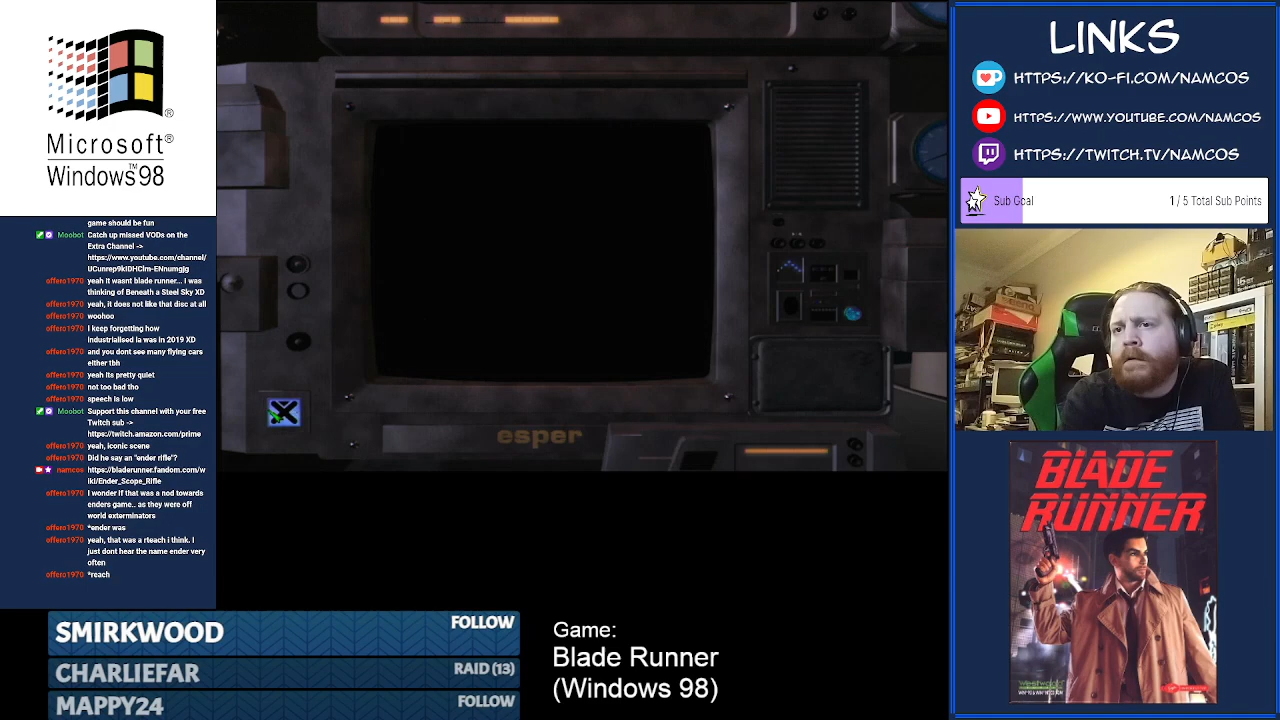 Microsoft®
Windows™98
game should be fun
Moobot Catch up missed VODs on the
Extra Channel ->
https://www.youtube.com/channel/
UCunrep9kIDHClm-ENnumgjg
offero1970 yeah it wasnt blade runner... I was
thinking of Beneath a Steel Sky XD
offero1970 yeah, it does not like that disc at all
offero1970 woohoo
offero1970 I keep forgetting how
industrialised la was in 2019 XD
offero1970 and you dont see many flying cars
either tbh
offero1970 yeah its pretty quiet
offero1970 not too bad tho
offero1970 speech is low
Moobot Support this channel with your free
Twitch sub ->
https://twitch.amazon.com/prime
offero1970 yeah, iconic scene
offero1970 Did he say an "ender rifle"?
namcos https://bladerunner.fandom.com/w
iki/Ender_Scope_Rifle
offero1970 I wonder if that was a nod towards
enders game.. as they were off
world exterminators
offero1970 *ender was
offero1970 yeah, that was a rteach i think. I
just dont hear the name ender very
often
offero1970 *reach
esper
SMIRKWOOD FOLLOW
CHARLIEFAR RAID (13)
MAPPY24 FOLLOW
Game:
Blade Runner
(Windows 98)
LINKS
HTTPS://KO-FI.COM/NAMCOS
HTTPS://WWW.YOUTUBE.COM/NAMCOS
HTTPS://TWITCH.TV/NAMCOS
Sub Goal 1 / 5 Total Sub Points
BLADE
RUNNER
Westwood